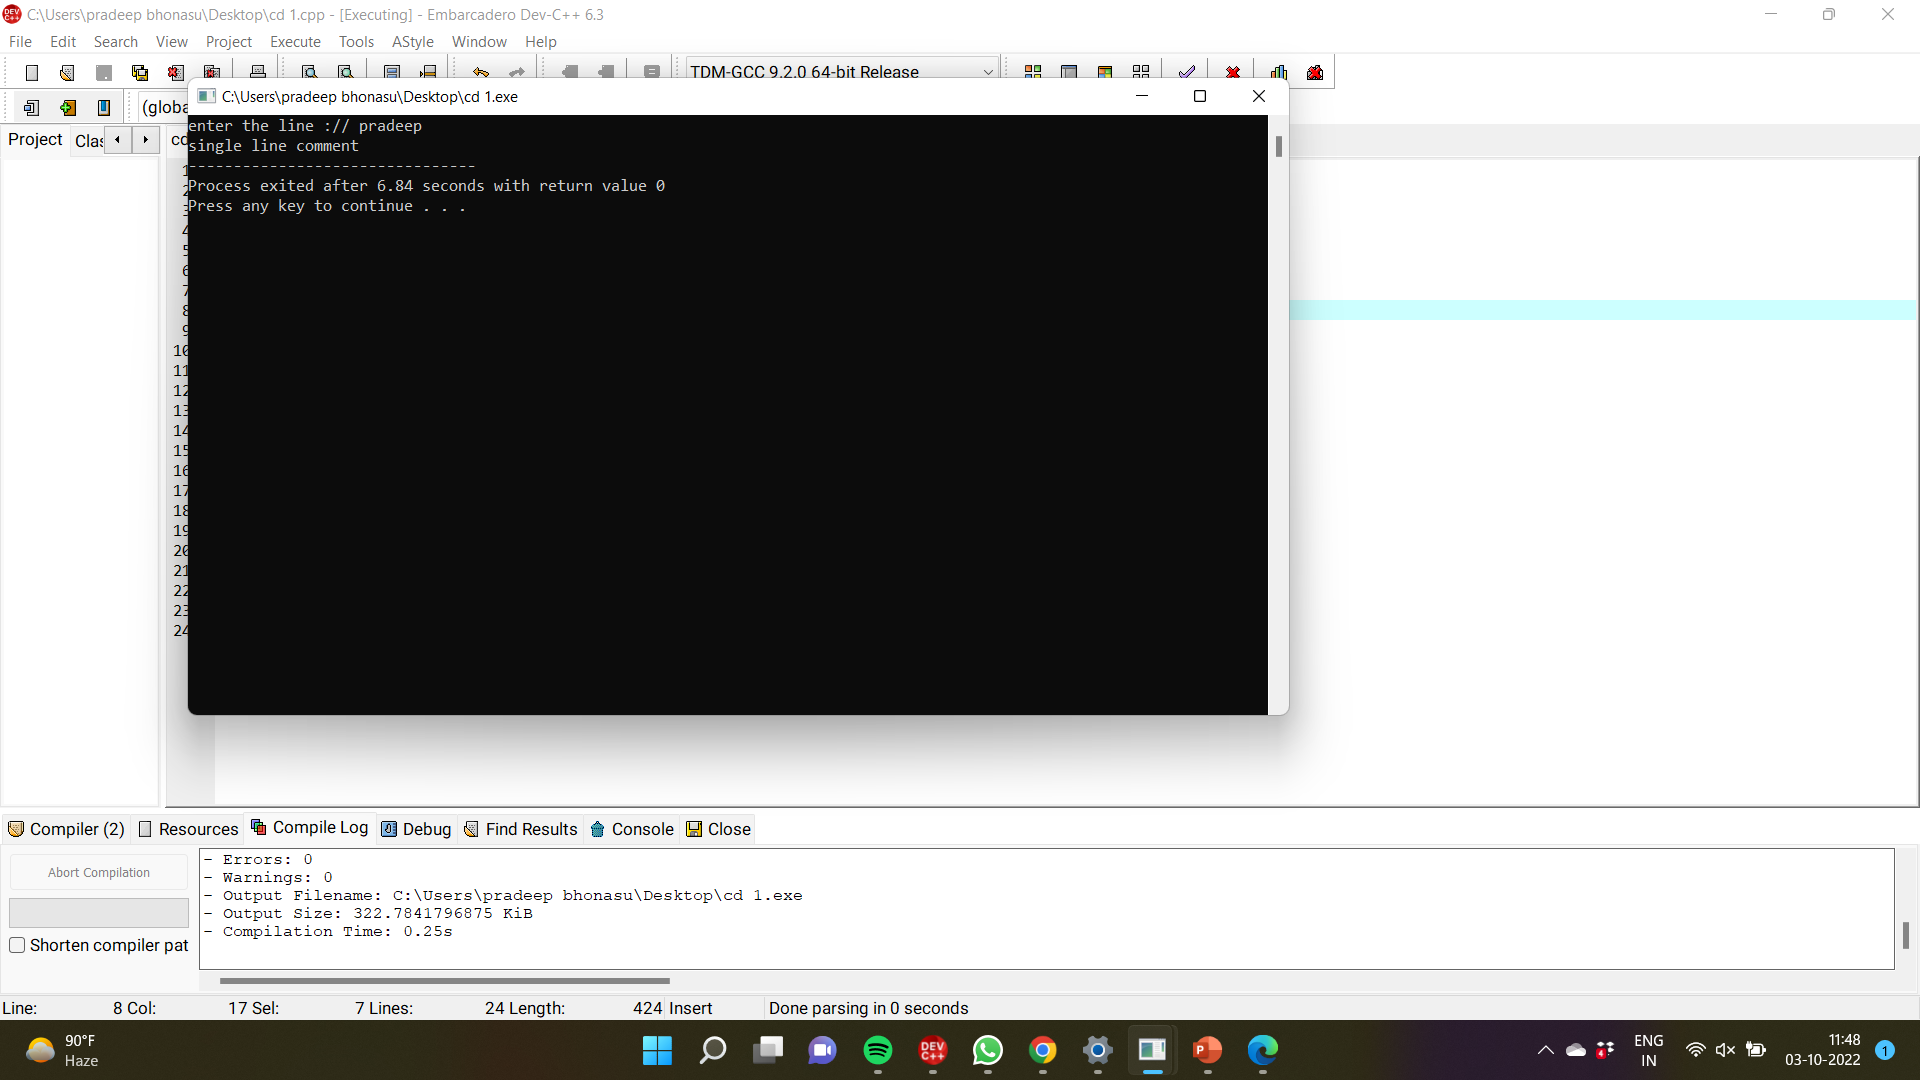 C:\Users\pradeep bhonasu\Desktop\cd 1.cpp - [Executing] - Embarcadero Dev-C++ 6.3
File Edit Search View Project Execute Tools AStyle Window Help
TDM-GCC 9.2.0 64-bit Release
(globa
C:\Users\pradeep bhonasu\Desktop\cd 1.exe
Project Clas cd
enter the line :// pradeep
single line comment
--------------------------------
Process exited after 6.84 seconds with return value 0
Press any key to continue . . .
1
2
3
4
5
6
7
8
9
10
11
12
13
14
15
16
17
18
19
20
21
22
23
24
Compiler (2) Resources Compile Log Debug Find Results Console Close
Abort Compilation
Shorten compiler pat
- Errors: 0
- Warnings: 0
- Output Filename: C:\Users\pradeep bhonasu\Desktop\cd 1.exe
- Output Size: 322.7841796875 KiB
- Compilation Time: 0.25s
Line: 8 Col: 17 Sel: 7 Lines: 24 Length: 424 Insert Done parsing in 0 seconds
90°F
Haze
DEV C++
P
4
ENG
IN
11:48
03-10-2022
1